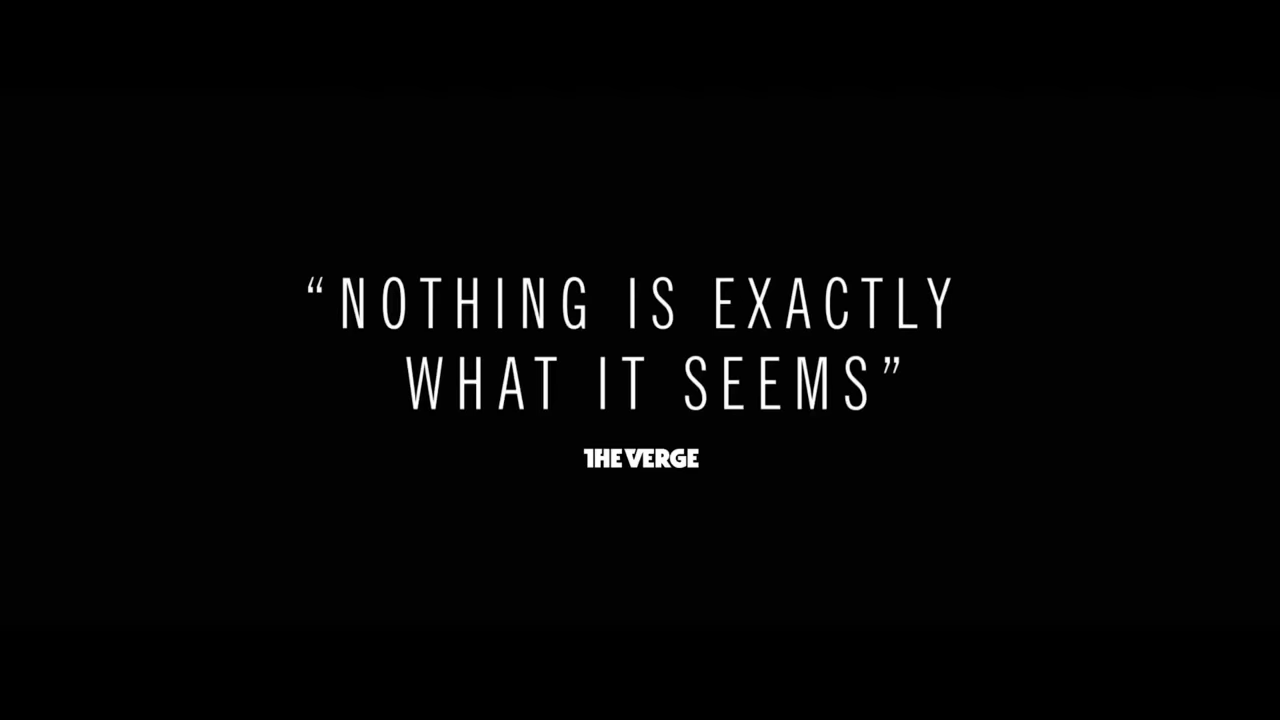 “NOTHING IS EXACTLY
WHAT IT SEEMS”
THE VERGE